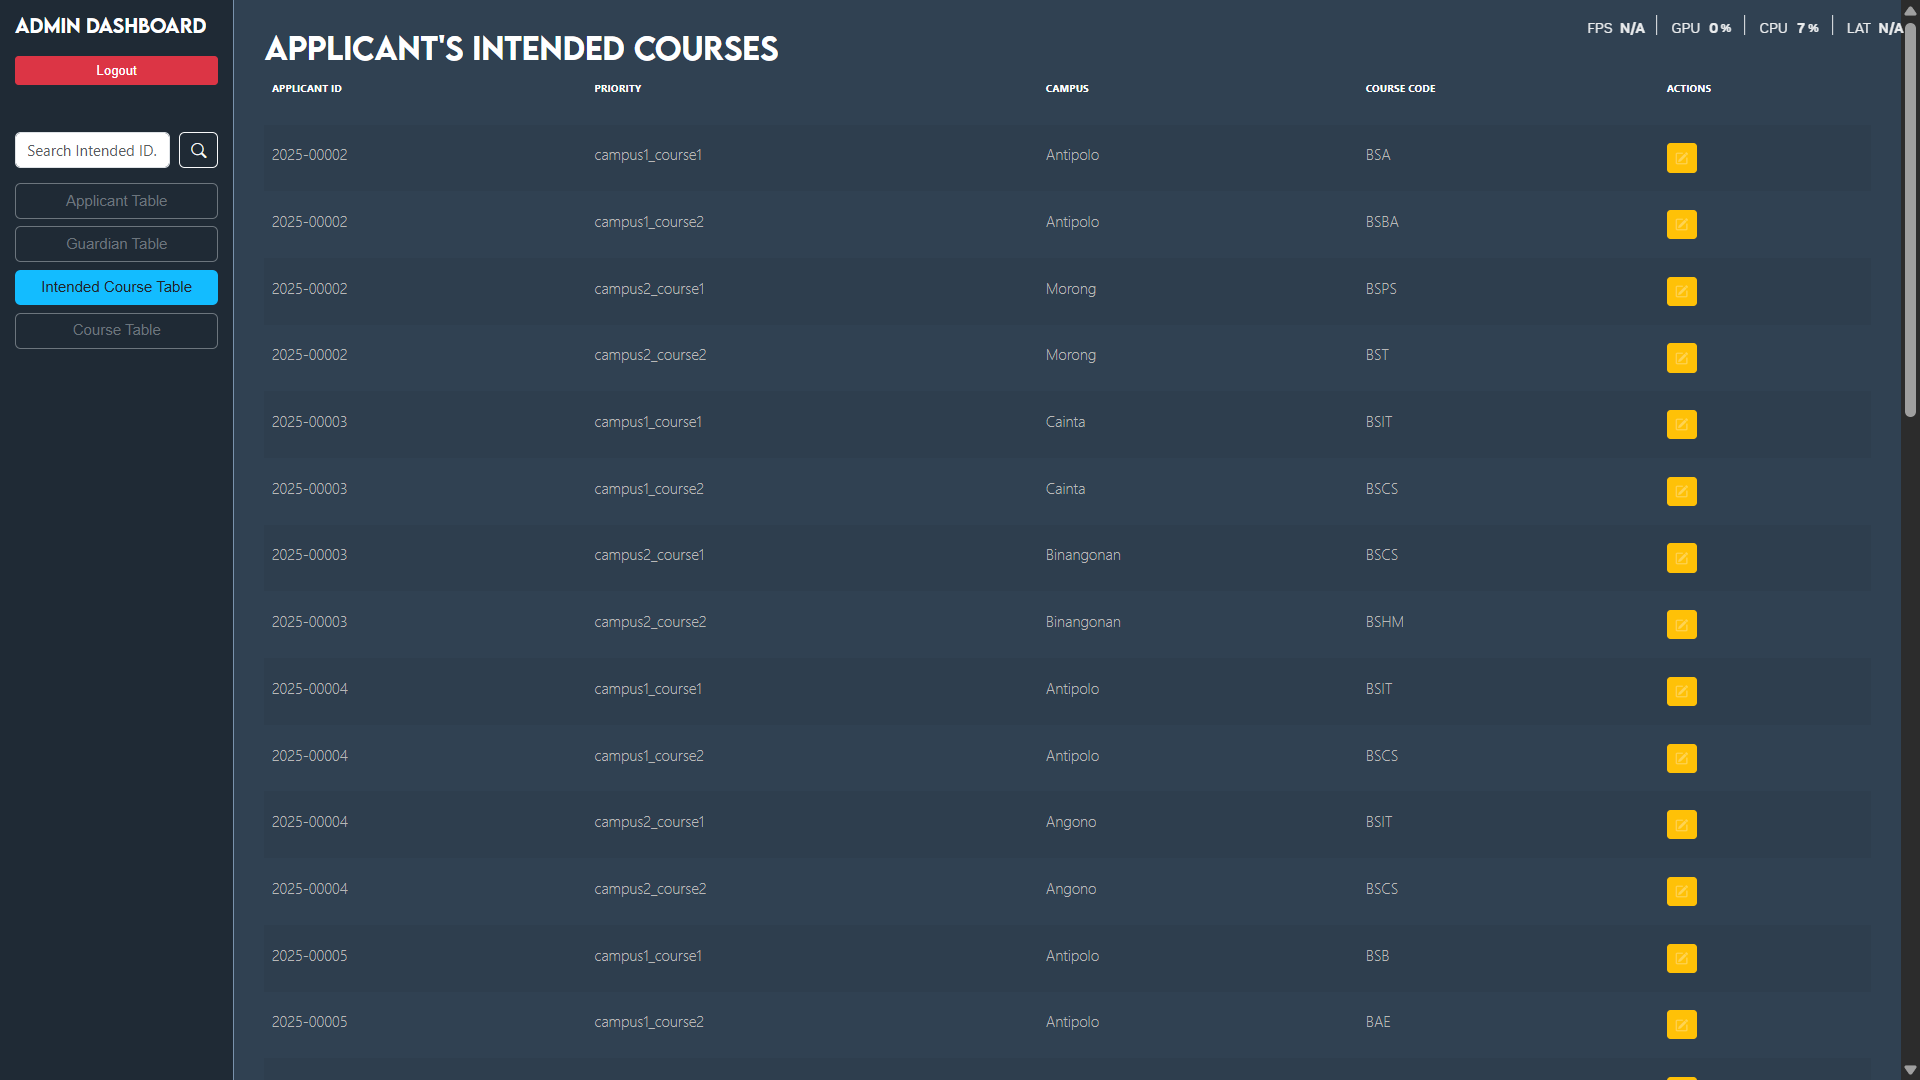 ADMIN DASHBOARD
Logout
Search Intended ID.
Applicant Table
Guardian Table
Intended Course Table
Course Table
FPS N/A GPU 0% CPU 7% LAT N/A
APPLICANT'S INTENDED COURSES
APPLICANT ID PRIORITY CAMPUS COURSE CODE ACTIONS
2025-00002 campus1_course1 Antipolo BSA
2025-00002 campus1_course2 Antipolo BSBA
2025-00002 campus2_course1 Morong BSPS
2025-00002 campus2_course2 Morong BST
2025-00003 campus1_course1 Cainta BSIT
2025-00003 campus1_course2 Cainta BSCS
2025-00003 campus2_course1 Binangonan BSCS
2025-00003 campus2_course2 Binangonan BSHM
2025-00004 campus1_course1 Antipolo BSIT
2025-00004 campus1_course2 Antipolo BSCS
2025-00004 campus2_course1 Angono BSIT
2025-00004 campus2_course2 Angono BSCS
2025-00005 campus1_course1 Antipolo BSB
2025-00005 campus1_course2 Antipolo BAE